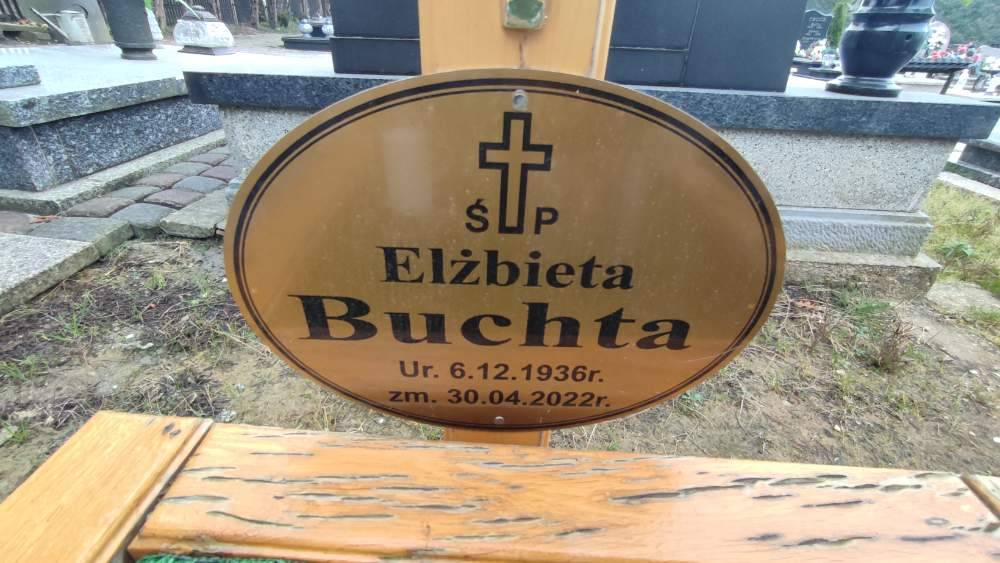 Ś P
Elżbieta
Buchta
Ur. 6.12.1936r.
zm. 30.04.2022r.